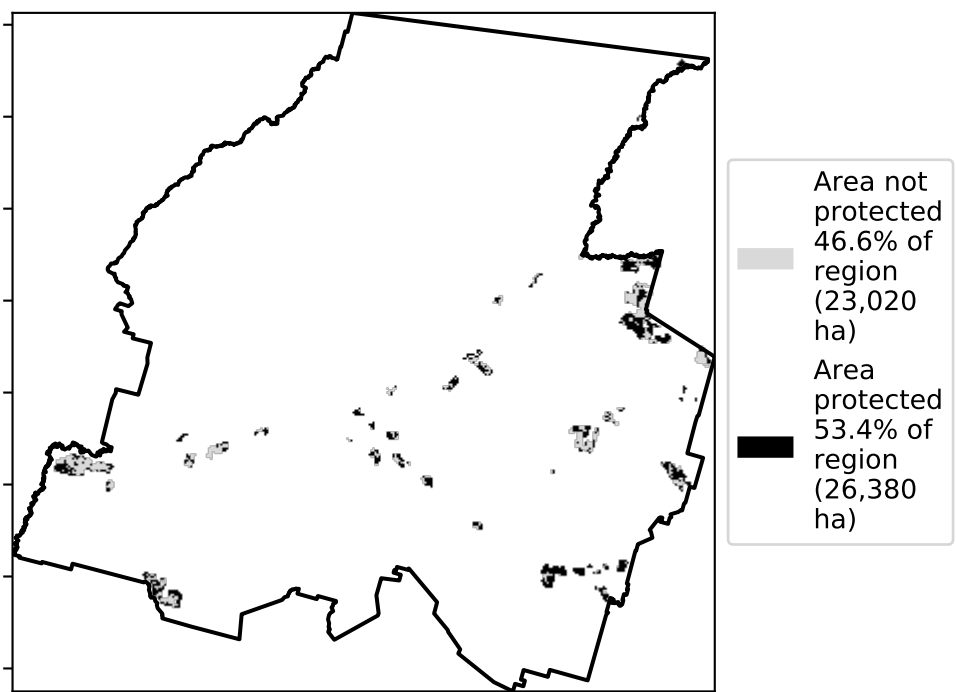 Area not
protected
46.6% of
region
(23,020
ha)
Area
protected
53.4% of
region
(26,380
ha)